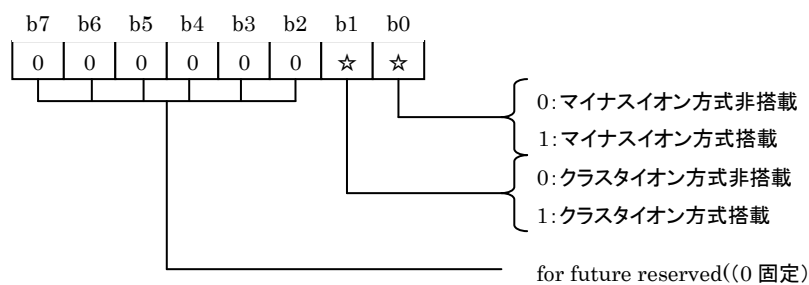 b7 b6 b5 b4 b3 b2 b1 b0
0 0 0 0 0 0 ☆ ☆
0:マイナスイオン方式非搭載
1:マイナスイオン方式搭載
0:クラスタイオン方式非搭載
1:クラスタイオン方式搭載
for future reserved((0 固定)